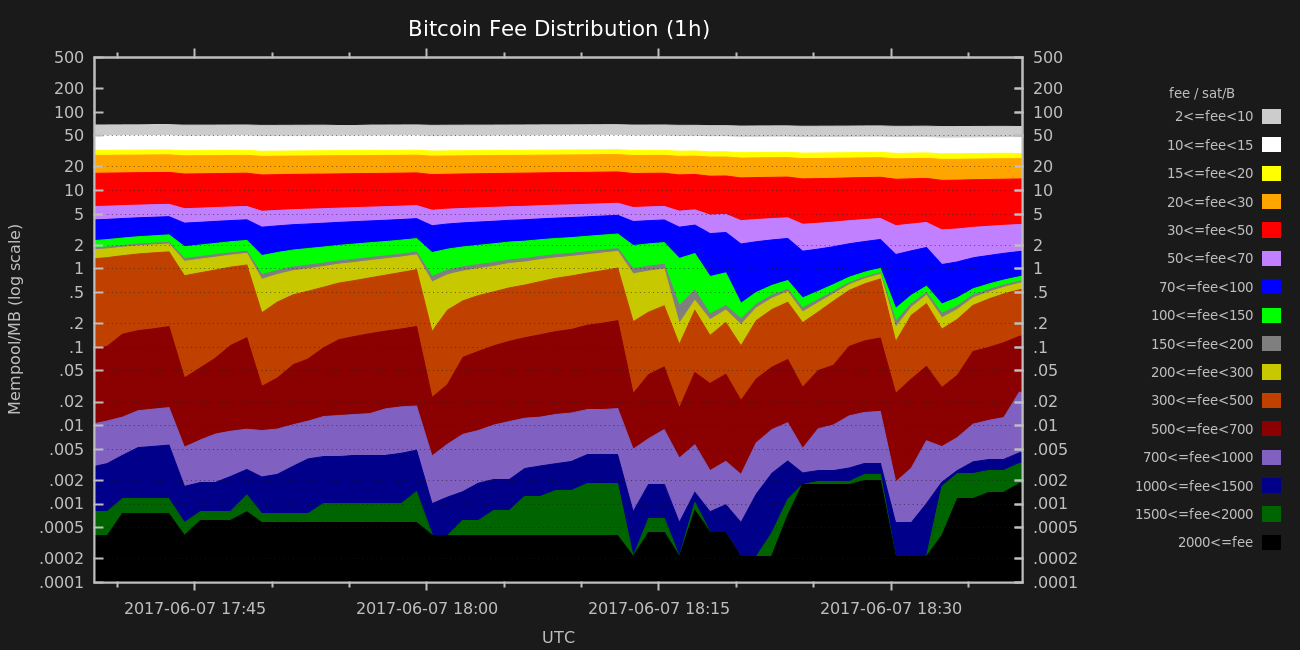 Bitcoin Fee Distribution (1h)
500
200
100
50
20
10
5
2
1
.5
.2
.1
.05
.02
.01
.005
.002
.001
.0005
.0002
.0001
Mempool/MB (log scale)
500
200
100
50
20
10
5
2
1
.5
.2
.1
.05
.02
.01
.005
.002
.001
.0005
.0002
.0001
2017-06-07 17:45
2017-06-07 18:00
2017-06-07 18:15
2017-06-07 18:30
UTC
fee / sat/B
2<=fee<10
10<=fee<15
15<=fee<20
20<=fee<30
30<=fee<50
50<=fee<70
70<=fee<100
100<=fee<150
150<=fee<200
200<=fee<300
300<=fee<500
500<=fee<700
700<=fee<1000
1000<=fee<1500
1500<=fee<2000
2000<=fee